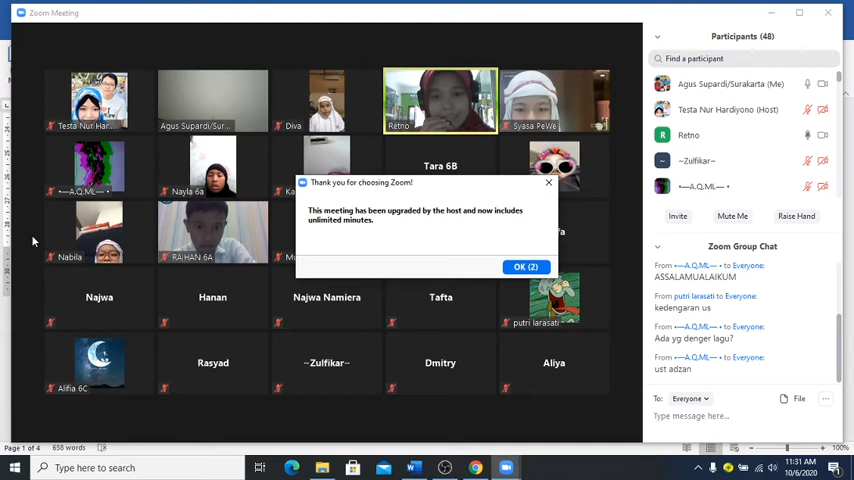 Zoom Meeting
Testa Nur Har...
Agus Supardi/Sur...
Diva
Retno
Syasa PeWe
•—A.Q.ML— •
Nayla 6a
Ka
Tara 6B
Nabila
RAIHAN 6A
Mu
fa
Najwa
Hanan
Najwa Namiera
Tafta
putri larasati
Alifia 6C
Rasyad
~Zulfikar~
Dmitry
Aliya
Thank you for choosing Zoom!
This meeting has been upgraded by the host and now includes
unlimited minutes.
OK (2)
Participants (48)
Find a participant
Agus Supardi/Surakarta (Me)
Testa Nur Hardiyono (Host)
R Retno
~ ~Zulfikar~
•—A.Q.ML— •
Invite
Mute Me
Raise Hand
Zoom Group Chat
From •—A.Q.ML— • to Everyone:
ASSALAMUALAIKUM
From putri larasati to Everyone:
kedengaran us
From •—A.Q.ML— • to Everyone:
Ada yg denger lagu?
From •—A.Q.ML— • to Everyone:
ust adzan
To: Everyone
File
...
Type message here...
Page 1 of 4
658 words
100%
Type here to search
11:31 AM
10/6/2020